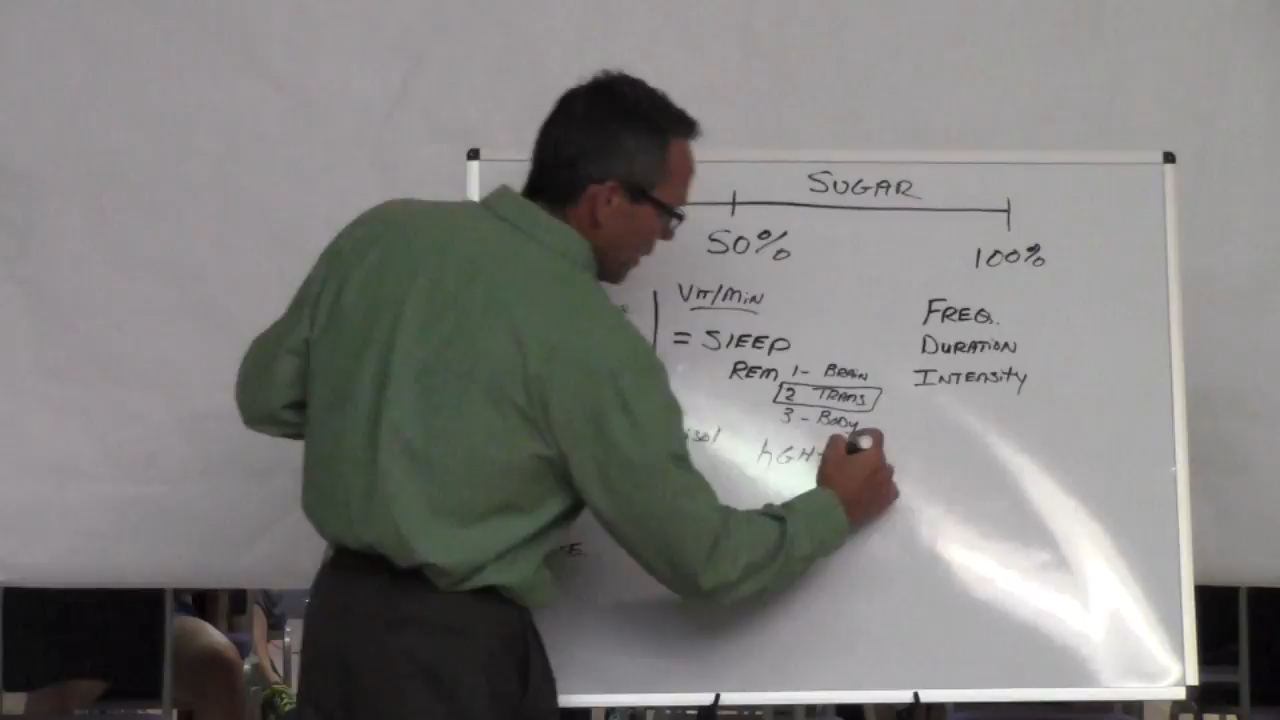 SUGAR
50%
100%
VIT/MIN
= SLEEP
REM 1- BRAIN
2 TRANS
3 - BODY
hGH
FREQ.
DURATION
INTENSITY